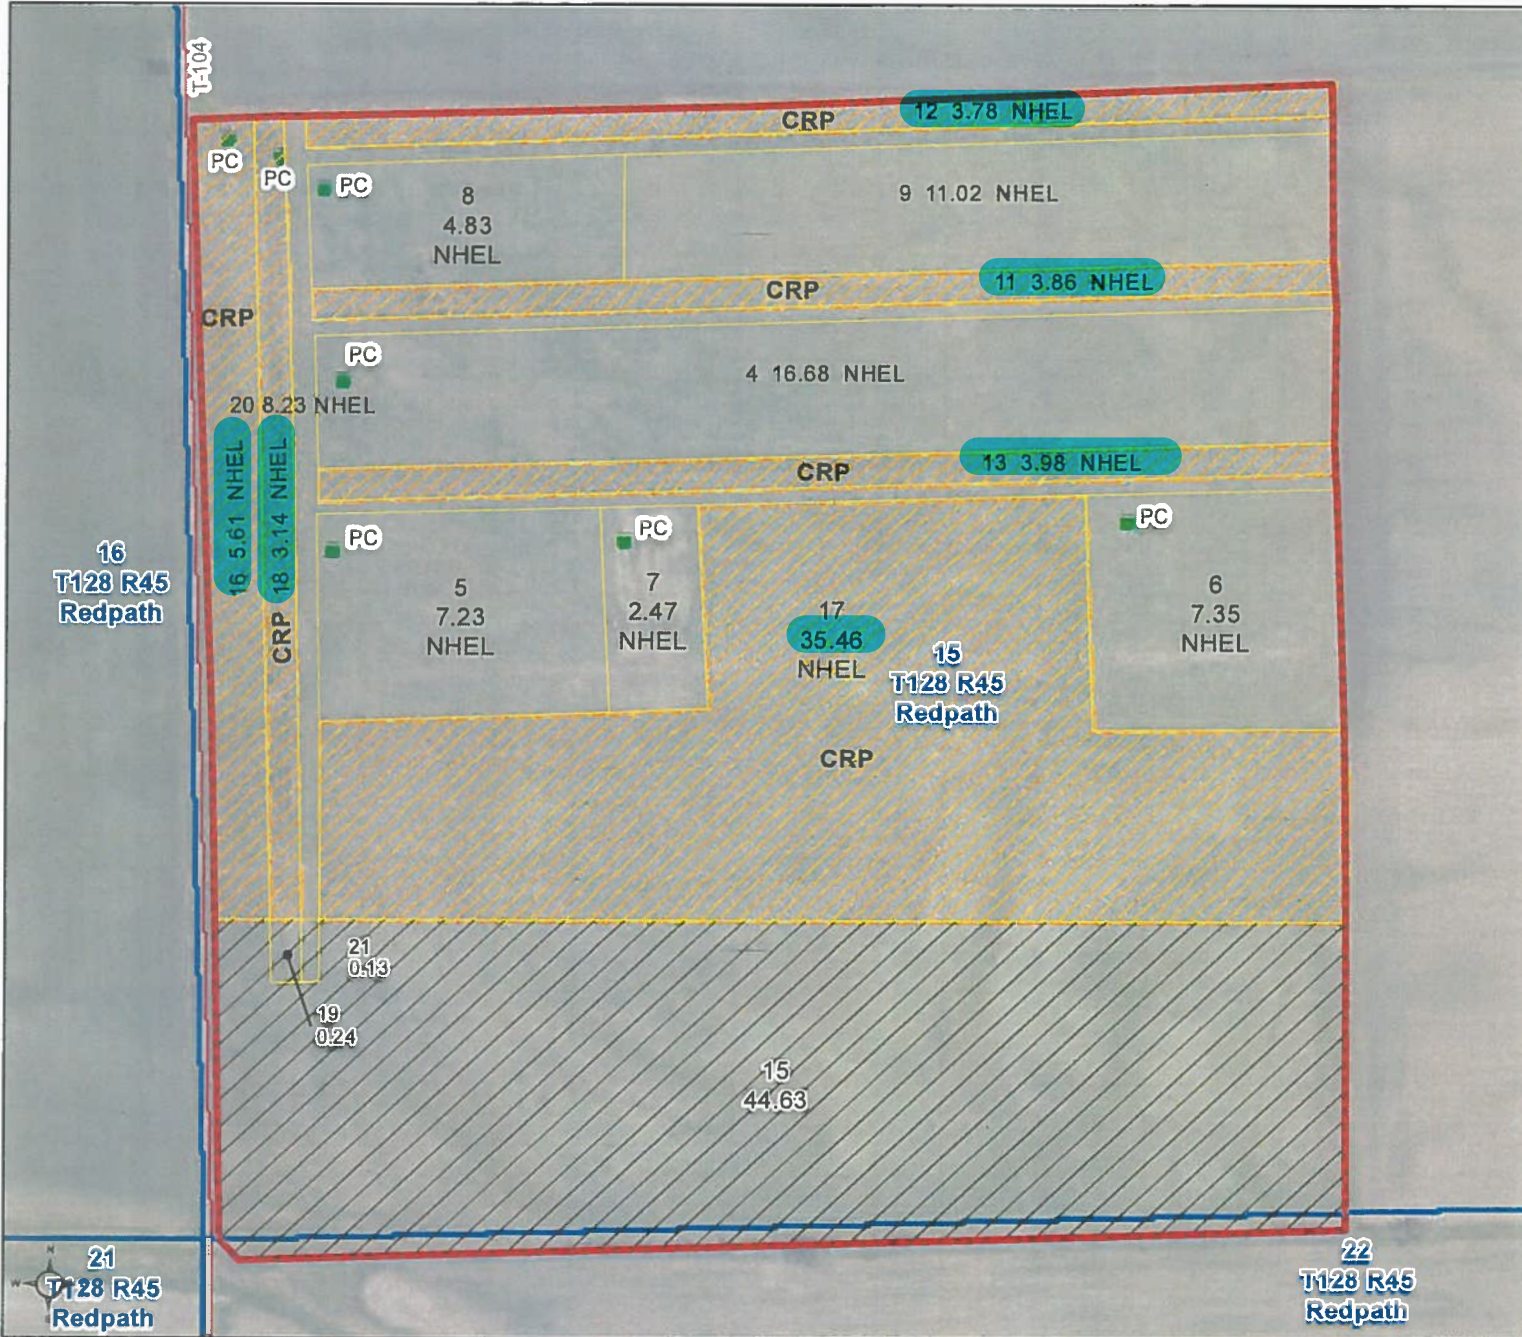 T-104
CRP
12 3.78 NHEL
PC
PC
PC
8
4.83
NHEL
9 11.02 NHEL
CRP
11 3.86 NHEL
CRP
PC
4 16.68 NHEL
20 8.23 NHEL
CRP
13 3.98 NHEL
16 5.61 NHEL
18 3.14 NHEL
CRP
PC
PC
PC
16
T128 R45
Redpath
5
7.23
NHEL
7
2.47
NHEL
17
35.46
NHEL
15
T128 R45
Redpath
6
7.35
NHEL
CRP
21
0.13
19
0.24
15
44.63
21
T128 R45
Redpath
N
W
22
T128 R45
Redpath